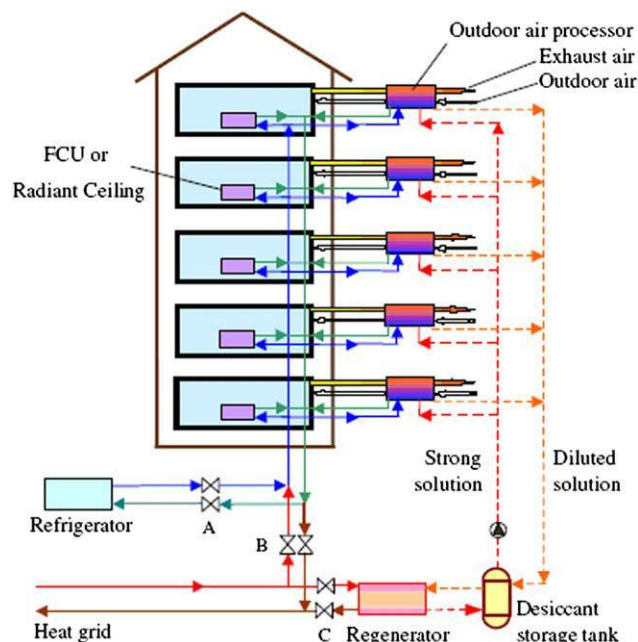 Outdoor air processor
Exhaust air
Outdoor air
FCU or
Radiant Ceiling
Strong
solution
Diluted
solution
Refrigerator
A
B
Heat grid
C
Regenerator
Desiccant
storage tank